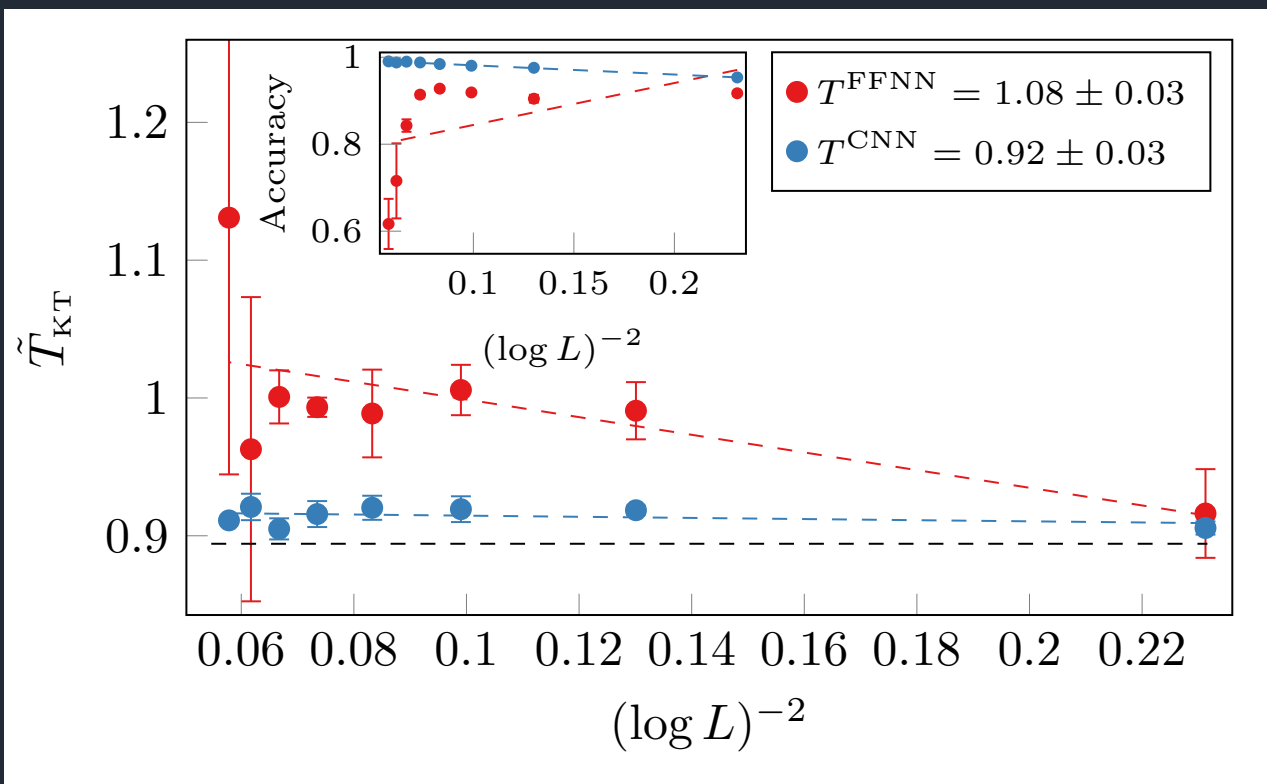 T^FFNN = 1.08 ± 0.03
T^CNN = 0.92 ± 0.03
T̃_KT
1.2
1.1
1
0.9
Accuracy
1
0.8
0.6
0.1 0.15 0.2
(log L)^−2
0.06 0.08 0.1 0.12 0.14 0.16 0.18 0.2 0.22
(log L)^−2